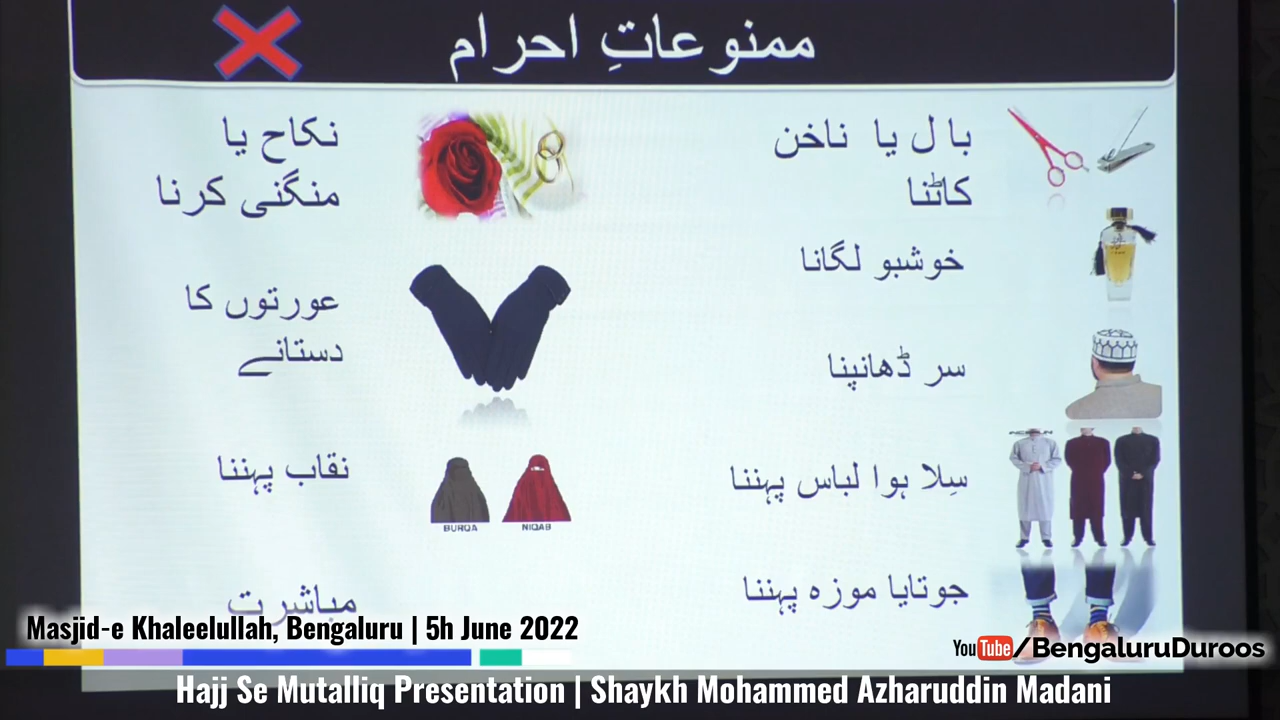 ممنوعاتِ احرام
بال یا ناخن
کاٹنا
خوشبو لگانا
سر ڈھانپنا
سِلا ہوا لباس پہننا
جوتایا موزہ پہننا
نکاح یا
منگنی کرنا
عورتوں کا
دستانے
نقاب پہننا
BURQA NIQAB
مباشرت
Masjid-e Khaleelullah, Bengaluru | 5h June 2022
YouTube/BengaluruDuroos
Hajj Se Mutalliq Presentation | Shaykh Mohammed Azharuddin Madani